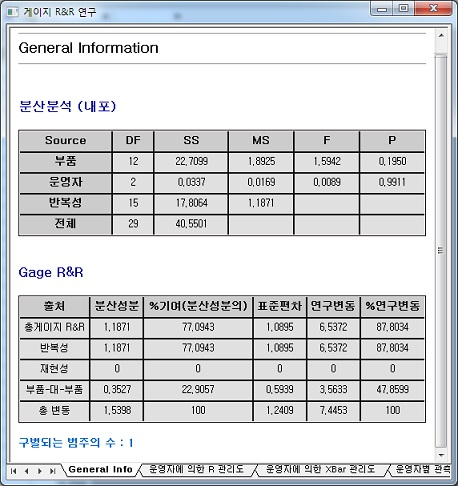 게이지 R&R 연구
General Information
분산분석 (내포)
Source DF SS MS F P
부품 12 22,7099 1,8925 1,5942 0,1950
운영자 2 0,0337 0,0169 0,0089 0,9911
반복성 15 17,8064 1,1871
전체 29 40,5501
Gage R&R
출처 분산성분 %기여(분산성분의) 표준편차 연구변동 %연구변동
총게이지 R&R 1,1871 77,0943 1,0895 6,5372 87,8034
반복성 1,1871 77,0943 1,0895 6,5372 87,8034
재현성 0 0 0 0 0
부품-대-부품 0,3527 22,9057 0,5939 3,5633 47,8599
총 변동 1,5398 100 1,2409 7,4453 100
구별되는 범주의 수 : 1
General Info 운영자에 의한 R 관리도 운영자에 의한 XBar 관리도 운영자별 관측